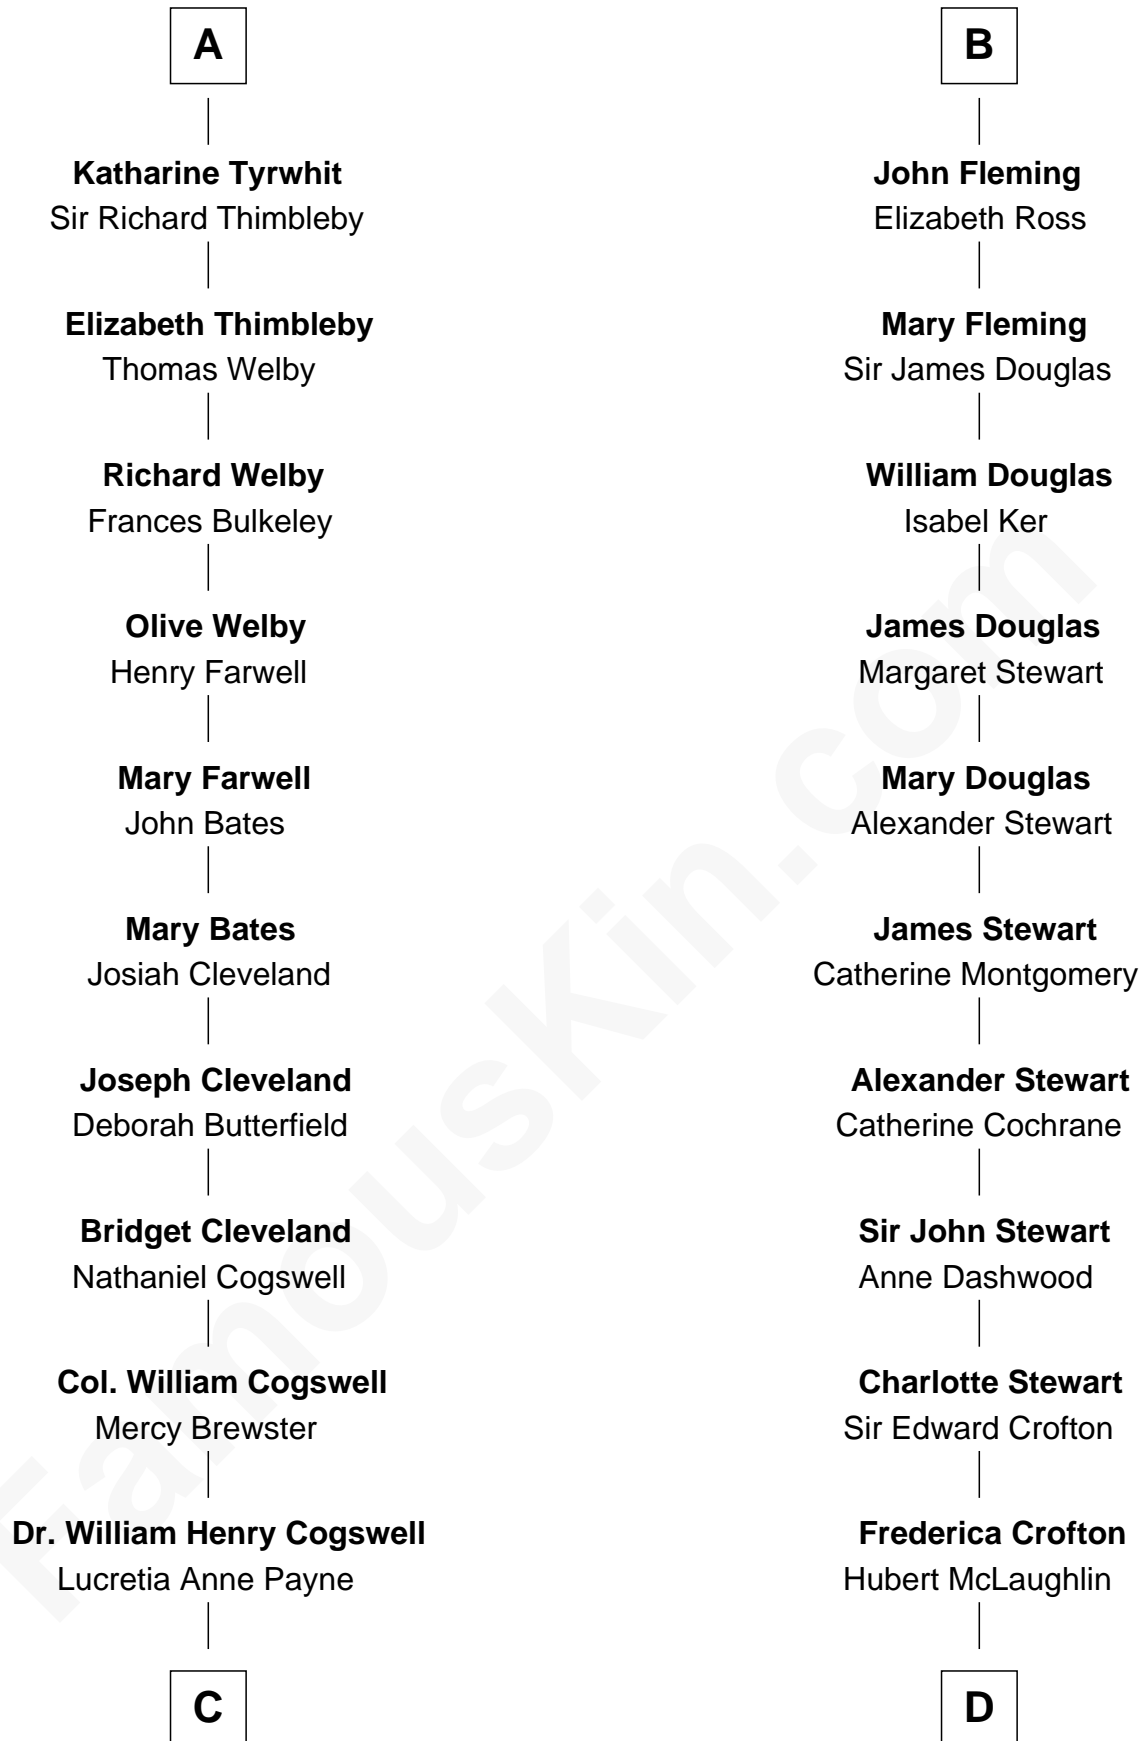 A
Katharine Tyrwhit
Sir Richard Thimbleby
Elizabeth Thimbleby
Thomas Welby
Richard Welby
Frances Bulkeley
Olive Welby
Henry Farwell
Mary Farwell
John Bates
Mary Bates
Josiah Cleveland
Joseph Cleveland
Deborah Butterfield
Bridget Cleveland
Nathaniel Cogswell
Col. William Cogswell
Mercy Brewster
Dr. William Henry Cogswell
Lucretia Anne Payne
C
B
John Fleming
Elizabeth Ross
Mary Fleming
Sir James Douglas
William Douglas
Isabel Ker
James Douglas
Margaret Stewart
Mary Douglas
Alexander Stewart
James Stewart
Catherine Montgomery
Alexander Stewart
Catherine Cochrane
Sir John Stewart
Anne Dashwood
Charlotte Stewart
Sir Edward Crofton
Frederica Crofton
Hubert McLaughlin
D
FamousKin.com